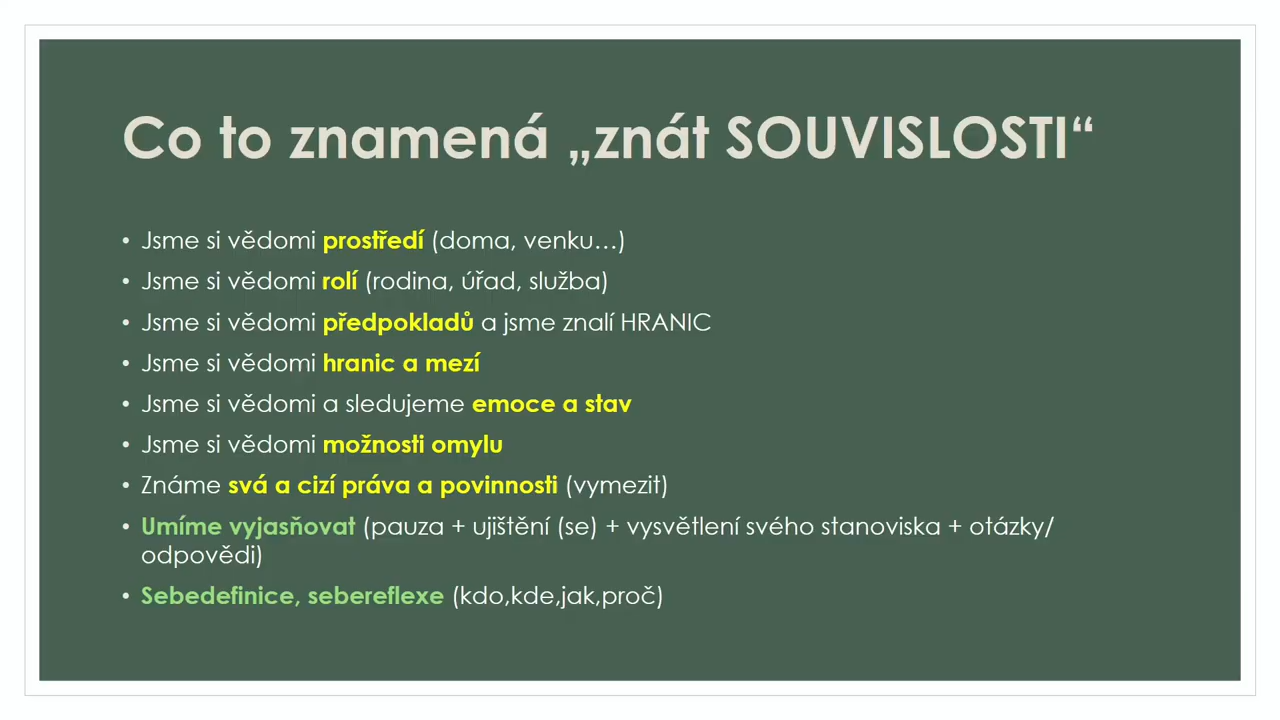 Co to znamená „znát SOUVISLOSTI“
• Jsme si vědomi prostředí (doma, venku…)
• Jsme si vědomi rolí (rodina, úřad, služba)
• Jsme si vědomi předpokladů a jsme znalí HRANIC
• Jsme si vědomi hranic a mezí
• Jsme si vědomi a sledujeme emoce a stav
• Jsme si vědomi možnosti omylu
• Známe svá a cizí práva a povinnosti (vymezit)
• Umíme vyjasňovat (pauza + ujištění (se) + vysvětlení svého stanoviska + otázky/
odpovědi)
• Sebedefinice, sebereflexe (kdo,kde,jak,proč)